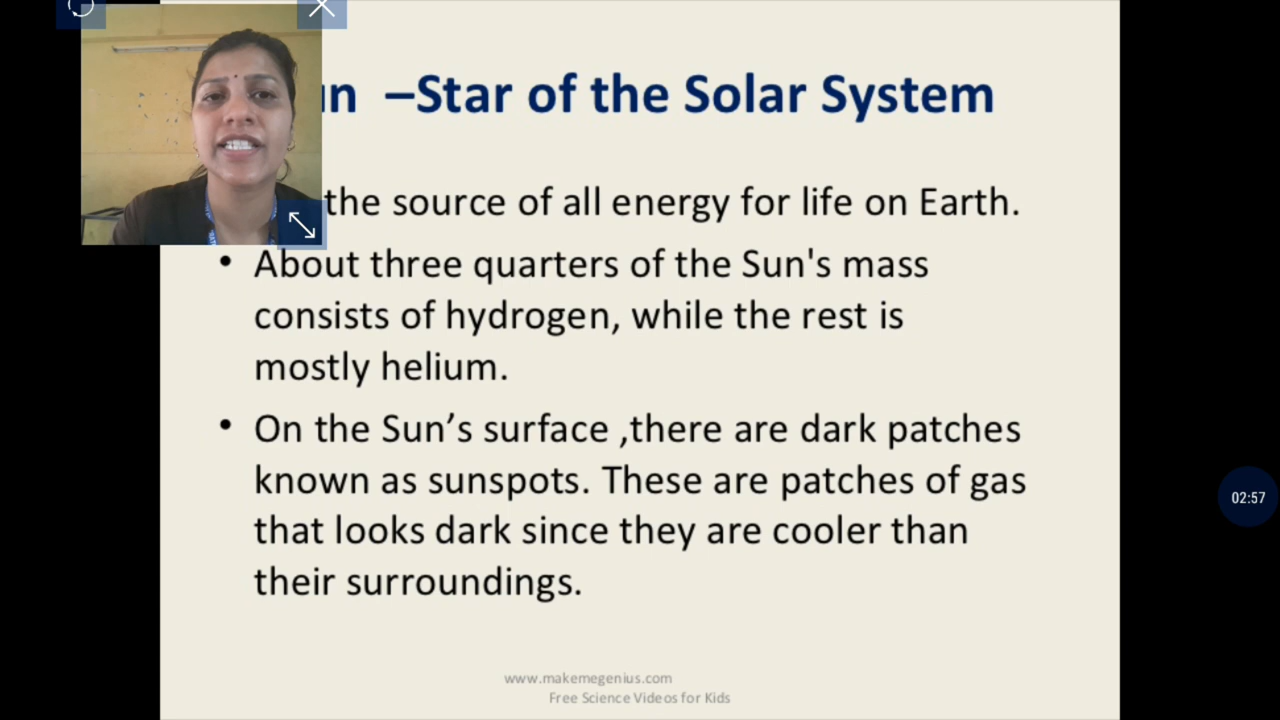 –Star of the Solar System
the source of all energy for life on Earth.
• About three quarters of the Sun's mass
consists of hydrogen, while the rest is
mostly helium.
• On the Sun’s surface ,there are dark patches
known as sunspots. These are patches of gas
that looks dark since they are cooler than
their surroundings.
02:57
www.makemegenius.com
Free Science Videos for Kids